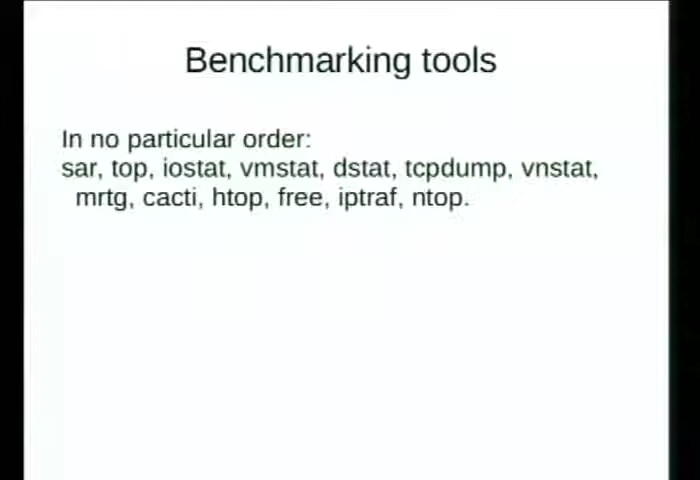 Benchmarking tools
In no particular order:
sar, top, iostat, vmstat, dstat, tcpdump, vnstat,
mrtg, cacti, htop, free, iptraf, ntop.